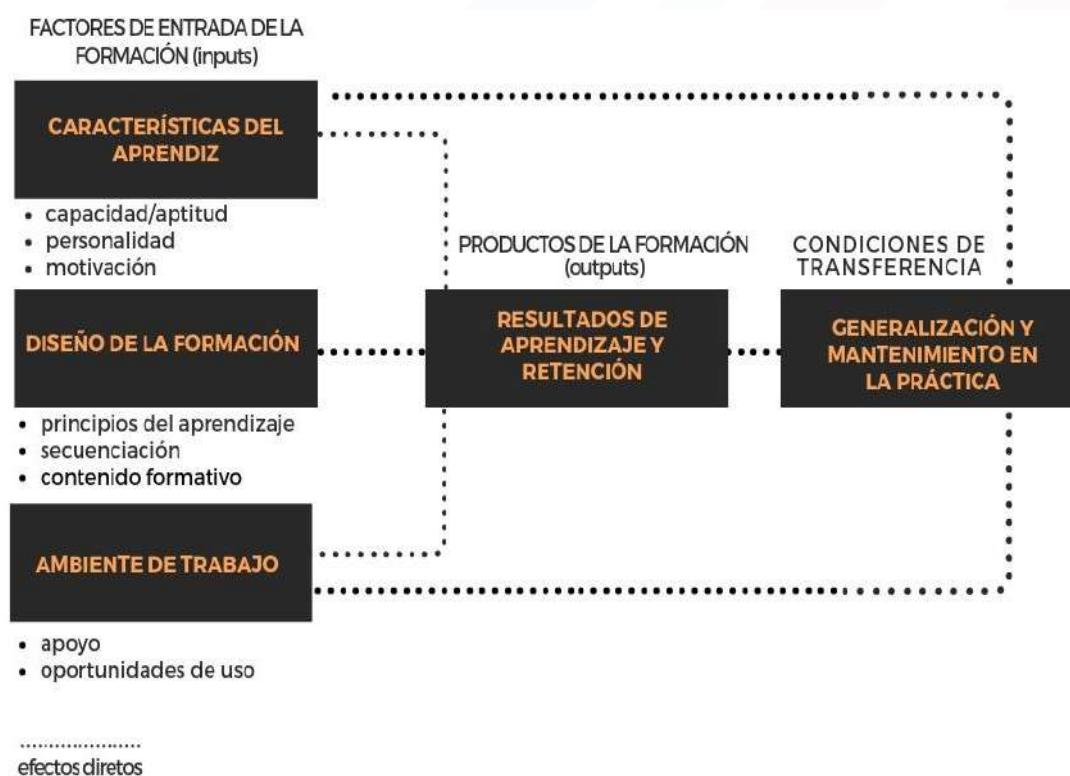 FACTORES DE ENTRADA DE LA
FORMACIÓN (inputs)
CARACTERÍSTICAS DEL
APRENDIZ
• capacidad/aptitud
• personalidad
• motivación
PRODUCTOS DE LA FORMACIÓN
(outputs)
CONDICIONES DE
TRANSFERENCIA
DISEÑO DE LA FORMACIÓN
RESULTADOS DE
APRENDIZAJE Y
RETENCIÓN
GENERALIZACIÓN Y
MANTENIMIENTO EN
LA PRÁCTICA
• principios del aprendizaje
• secuenciación
• contenido formativo
AMBIENTE DE TRABAJO
• apoyo
• oportunidades de uso
efectos diretos